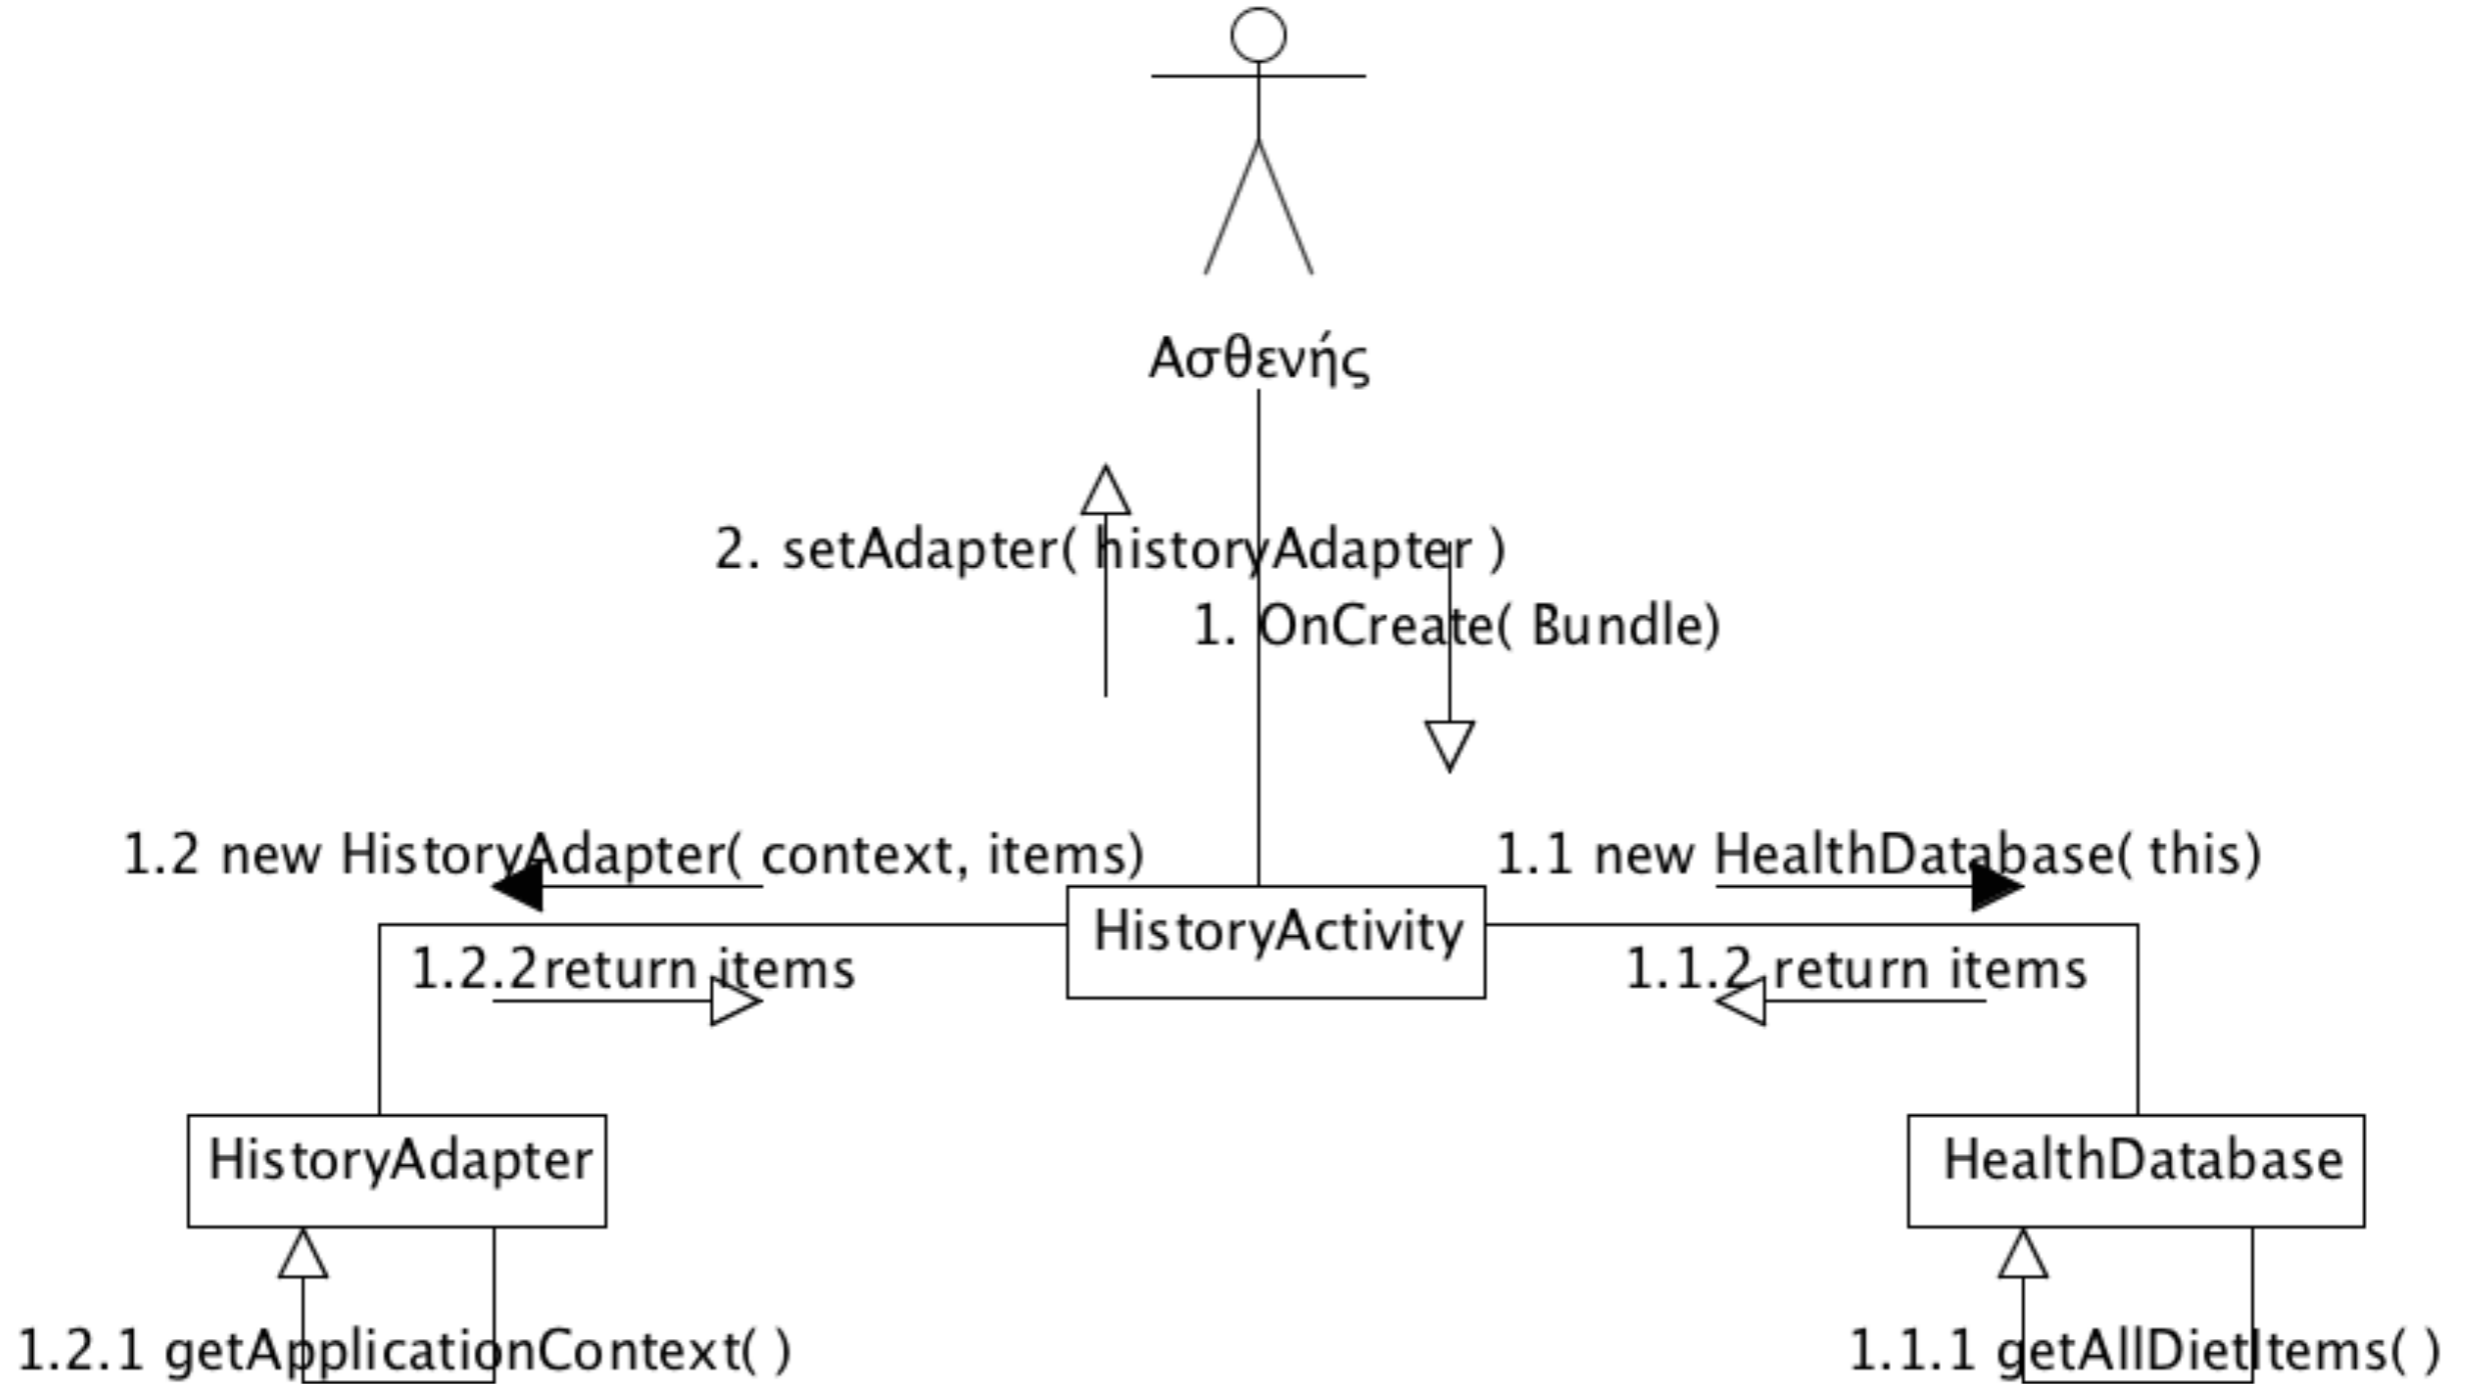 Ασθενής
2. setAdapter( historyAdapter )
1. OnCreate( Bundle)
1.2 new HistoryAdapter( context, items)
1.1 new HealthDatabase( this)
HistoryActivity
1.2.2return items
1.1.2 return items
HistoryAdapter
HealthDatabase
1.2.1 getApplicationContext( )
1.1.1 getAllDietItems( )